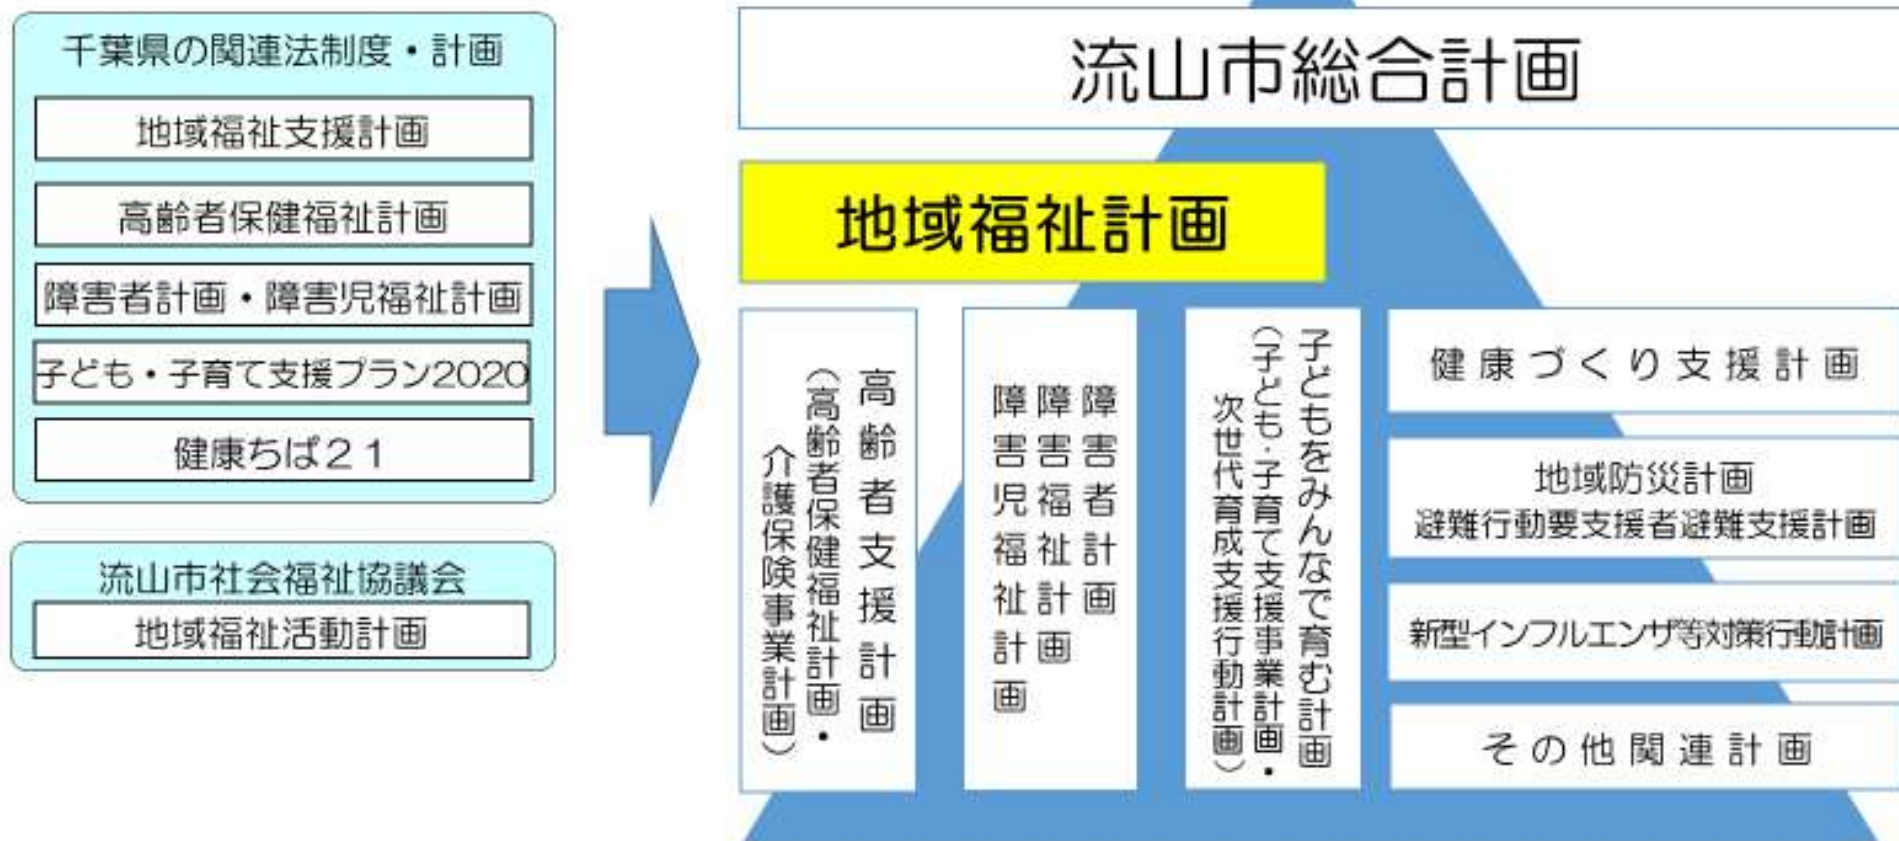 千葉県の関連法制度・計画
地域福祉支援計画
高齢者保健福祉計画
障害者計画・障害児福祉計画
子ども・子育て支援プラン2020
健康ちば21
流山市社会福祉協議会
地域福祉活動計画
流山市総合計画
地域福祉計画
高齢者支援計画
（高齢者保健福祉計画・
介護保険事業計画）
障害者計画
障害福祉計画
障害児福祉計画
子どもをみんなで育む計画
（子ども・子育て支援事業計画・
次世代育成支援行動計画）
健康づくり支援計画
地域防災計画
避難行動要支援者避難支援計画
新型インフルエンザ等対策行動計画
その他関連計画